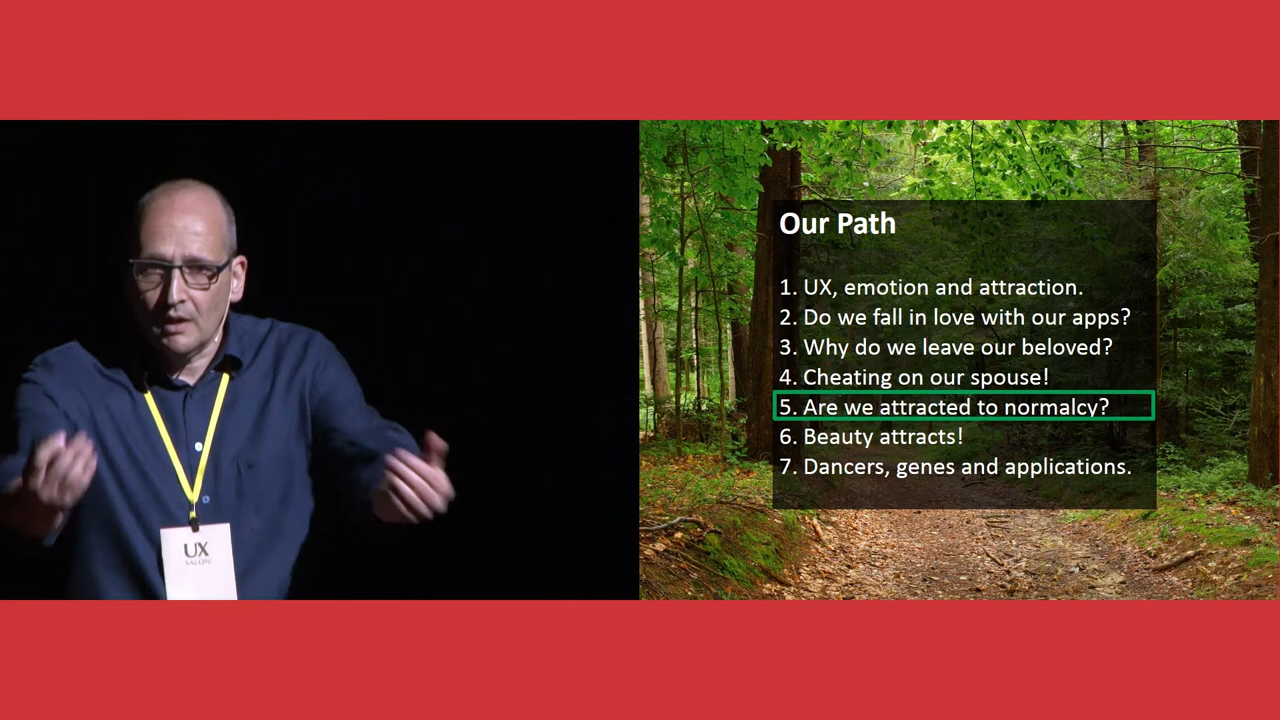 UX
SALON
Our Path
1. UX, emotion and attraction.
2. Do we fall in love with our apps?
3. Why do we leave our beloved?
4. Cheating on our spouse!
5. Are we attracted to normalcy?
6. Beauty attracts!
7. Dancers, genes and applications.